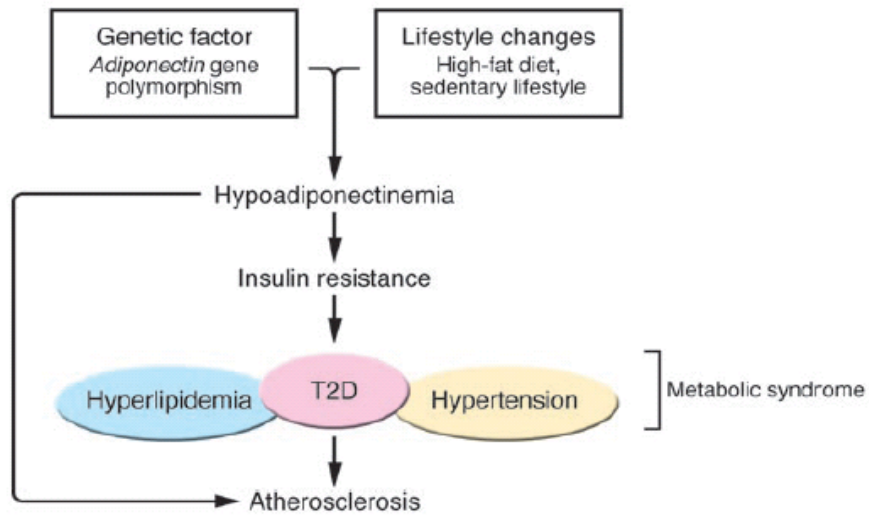 Genetic factor
Adiponectin gene
polymorphism
Lifestyle changes
High-fat diet,
sedentary lifestyle
Hypoadiponectinemia
Insulin resistance
Hyperlipidemia
T2D
Hypertension
Metabolic syndrome
Atherosclerosis